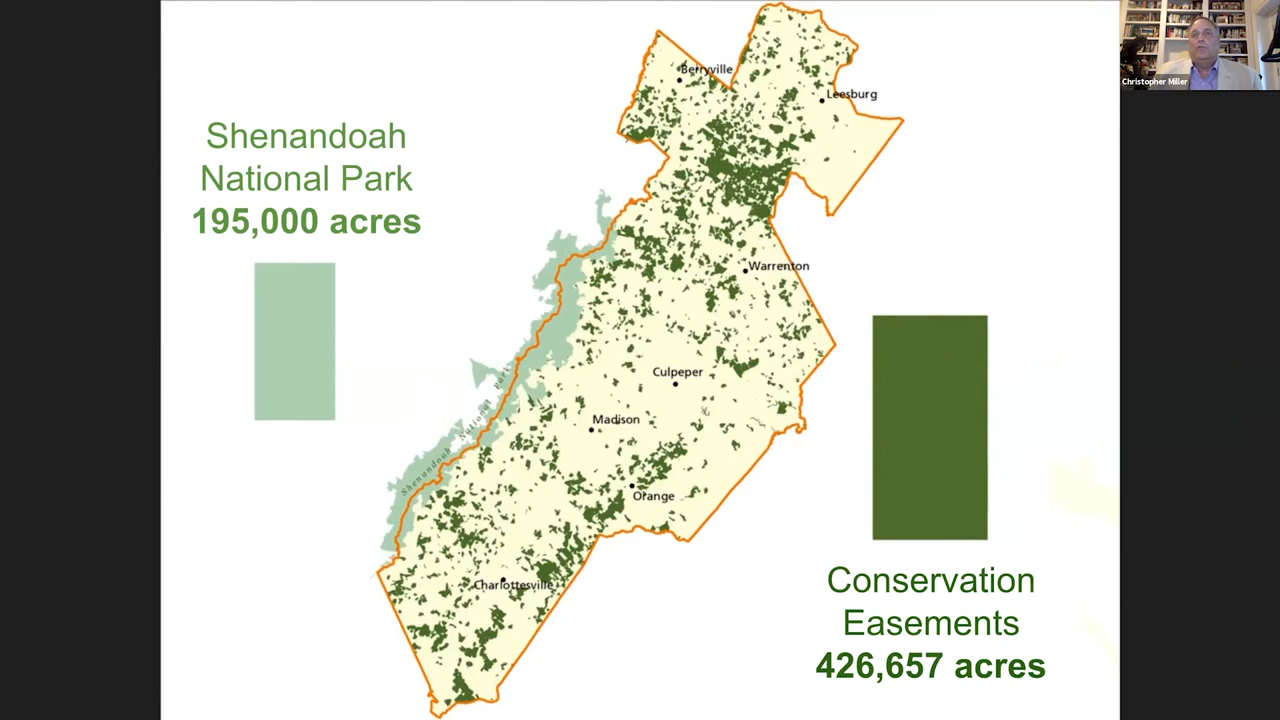 Shenandoah
National Park
195,000 acres
Berryville
Leesburg
Warrenton
Culpeper
Madison
Orange
Charlottesville
Shenandoah National Park
Conservation
Easements
426,657 acres
Christopher Miller